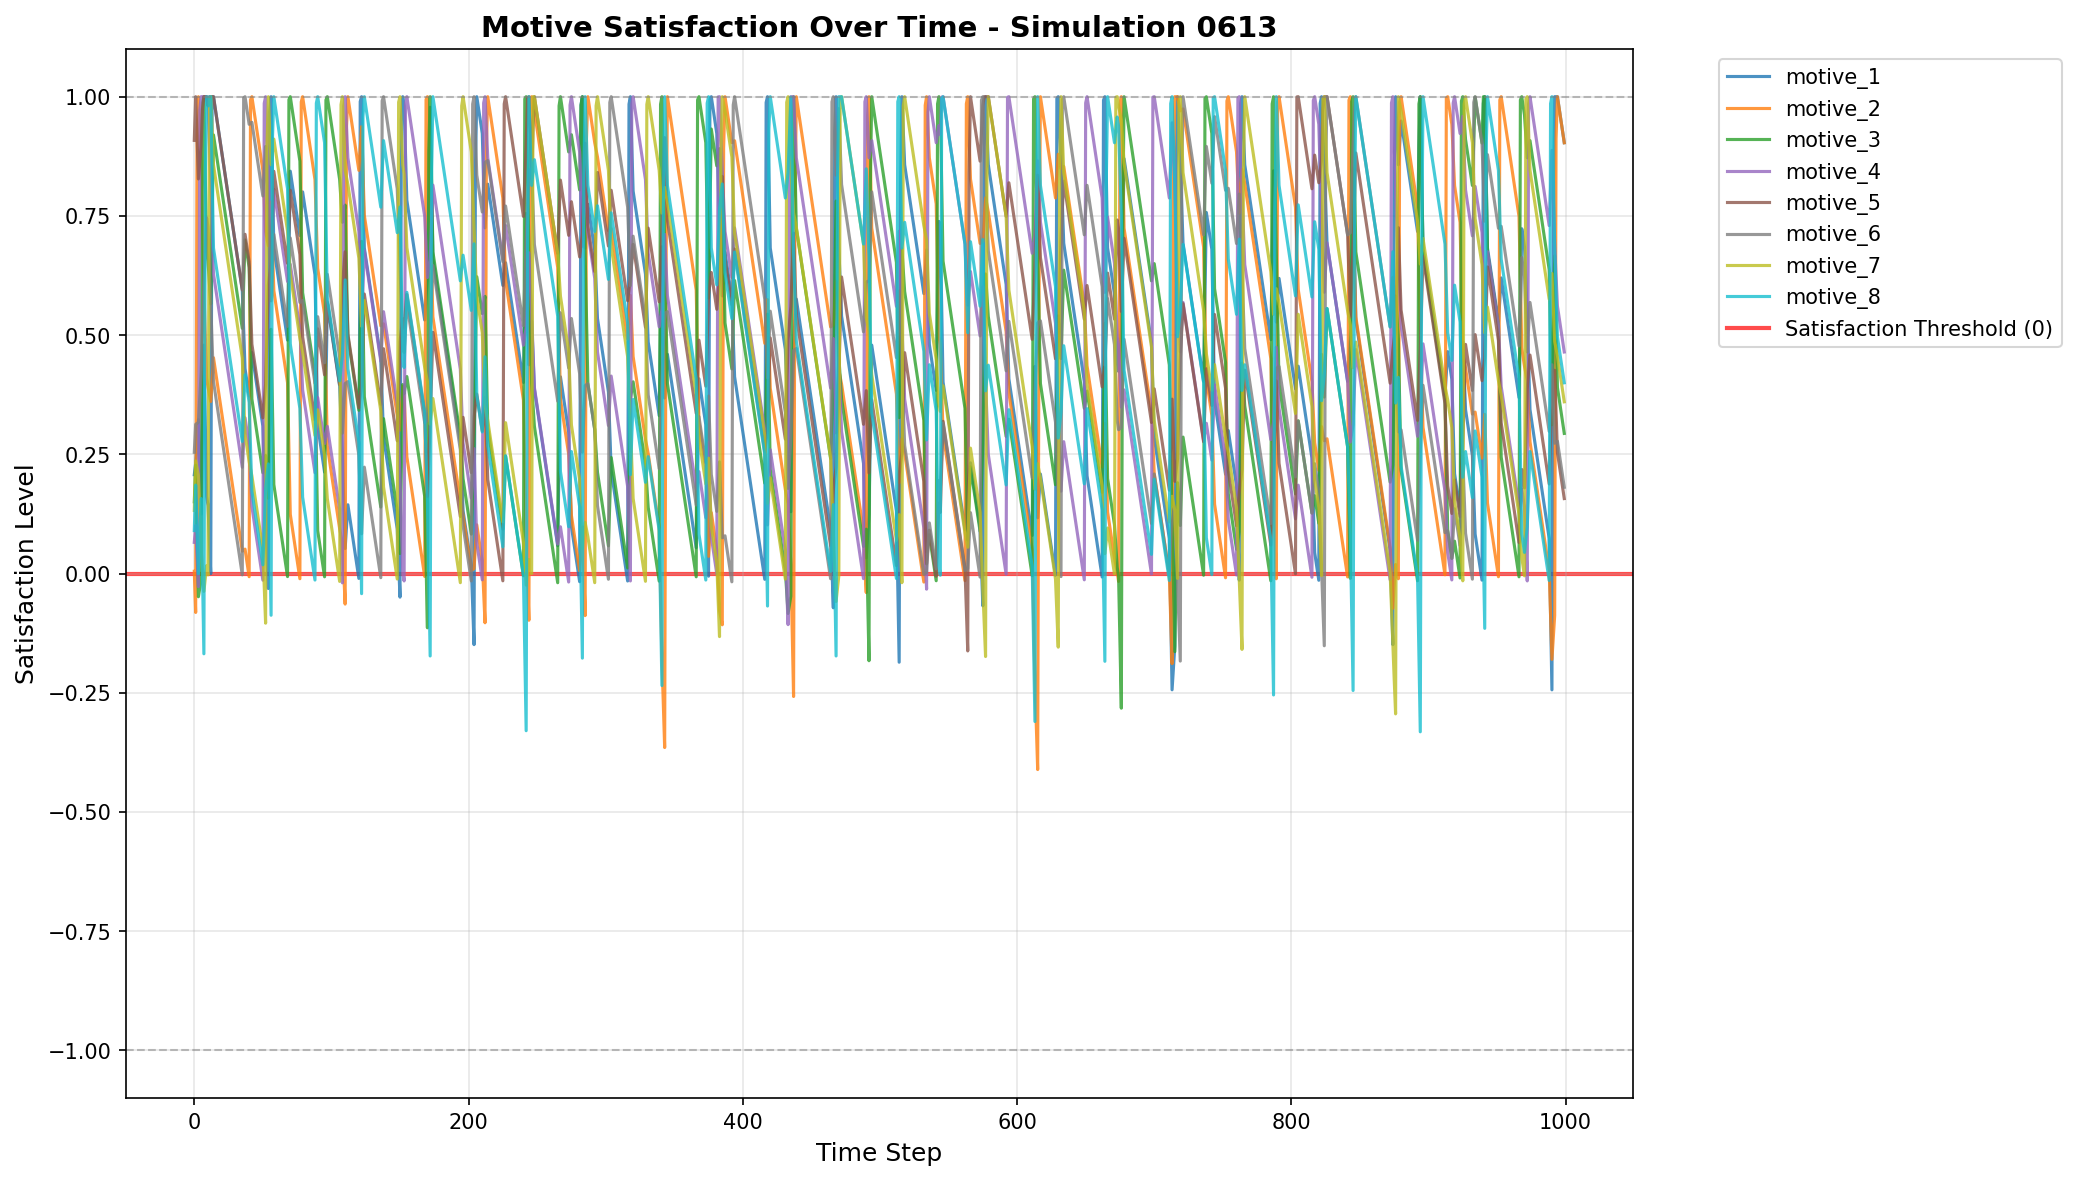 Motive Satisfaction Over Time - Simulation 0613
1.00
0.75
0.50
0.25
0.00
−0.25
−0.50
−0.75
−1.00
Satisfaction Level
0
200
400
600
800
1000
Time Step
motive_1
motive_2
motive_3
motive_4
motive_5
motive_6
motive_7
motive_8
Satisfaction Threshold (0)